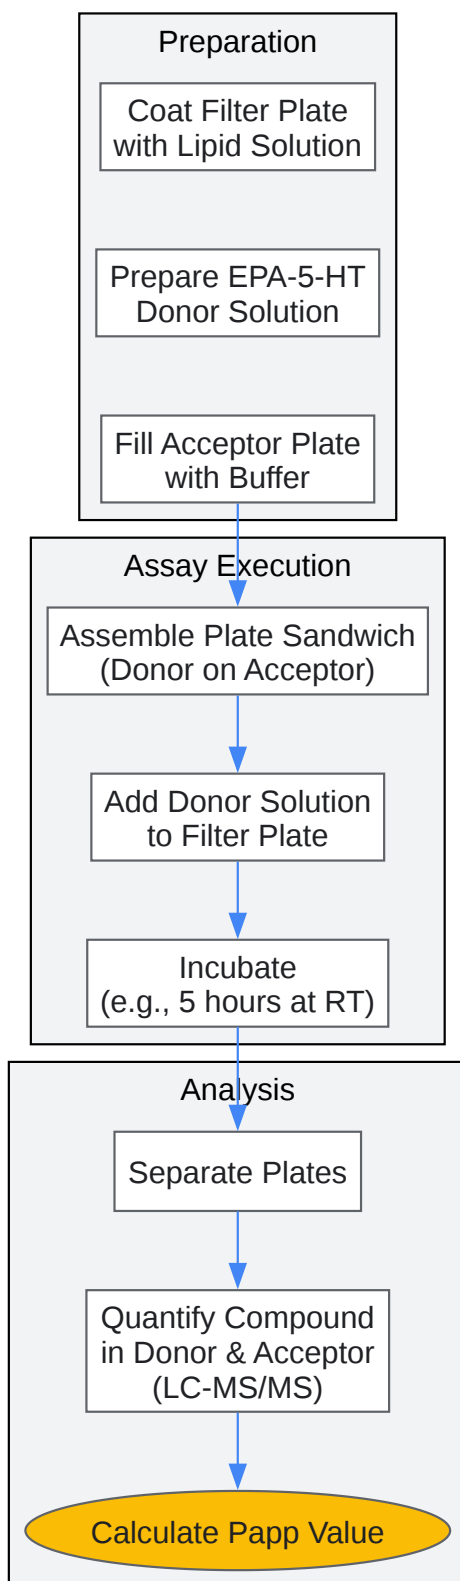 Preparation
Coat Filter Plate
with Lipid Solution
Prepare EPA-5-HT
Donor Solution
Fill Acceptor Plate
with Buffer
Assay Execution
Assemble Plate Sandwich
(Donor on Acceptor)
Add Donor Solution
to Filter Plate
Incubate
(e.g., 5 hours at RT)
Analysis
Separate Plates
Quantify Compound
in Donor & Acceptor
(LC-MS/MS)
Calculate Papp Value